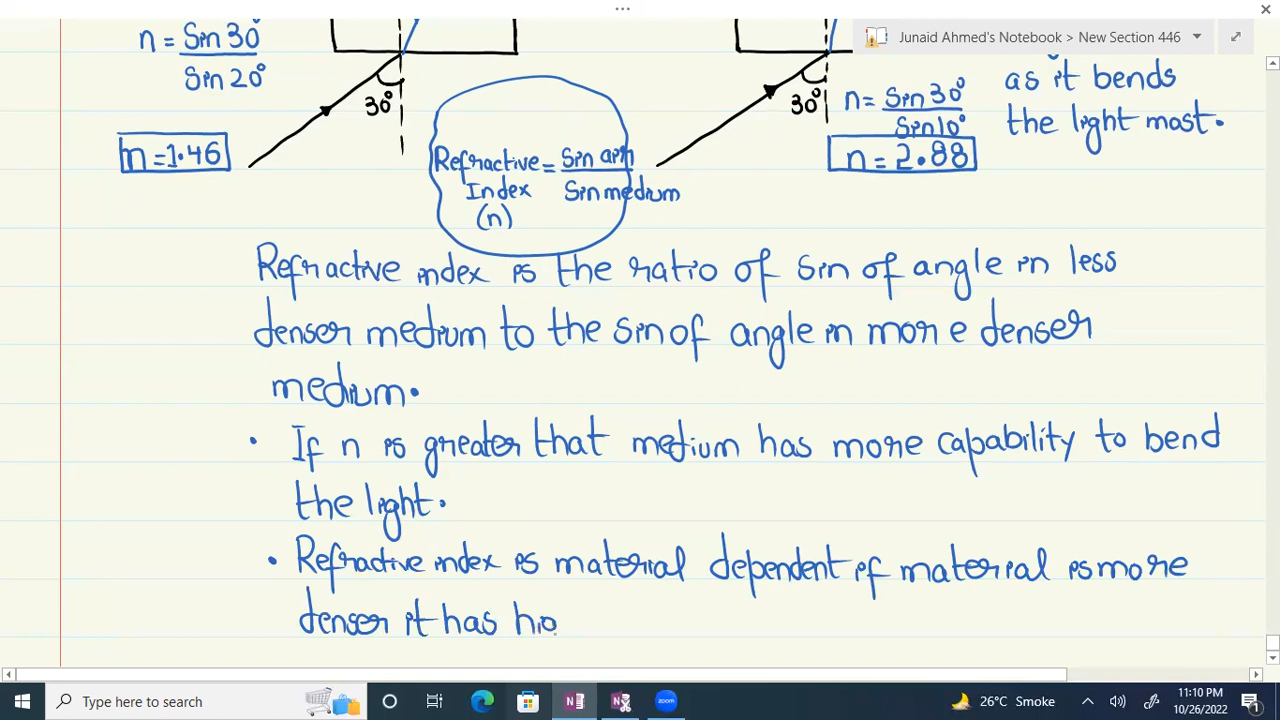 Junaid Ahmed's Notebook > New Section 446
n = Sin 30°
Sin 20°
30°
n = 1.46
Refractive = Sin air
Index Sin medium
(n)
30°
n = Sin 30°
Sin 10°
n = 2.88
as it bends
the light most.
Refractive index is the ratio of sin of angle in less
denser medium to the sin of angle in more denser
medium.
• If n is greater that medium has more capability to bend
the light.
• Refractive index is material dependent if material is more
denser it has hi
Type here to search
zoom
26°C Smoke
11:10 PM
10/26/2022
1